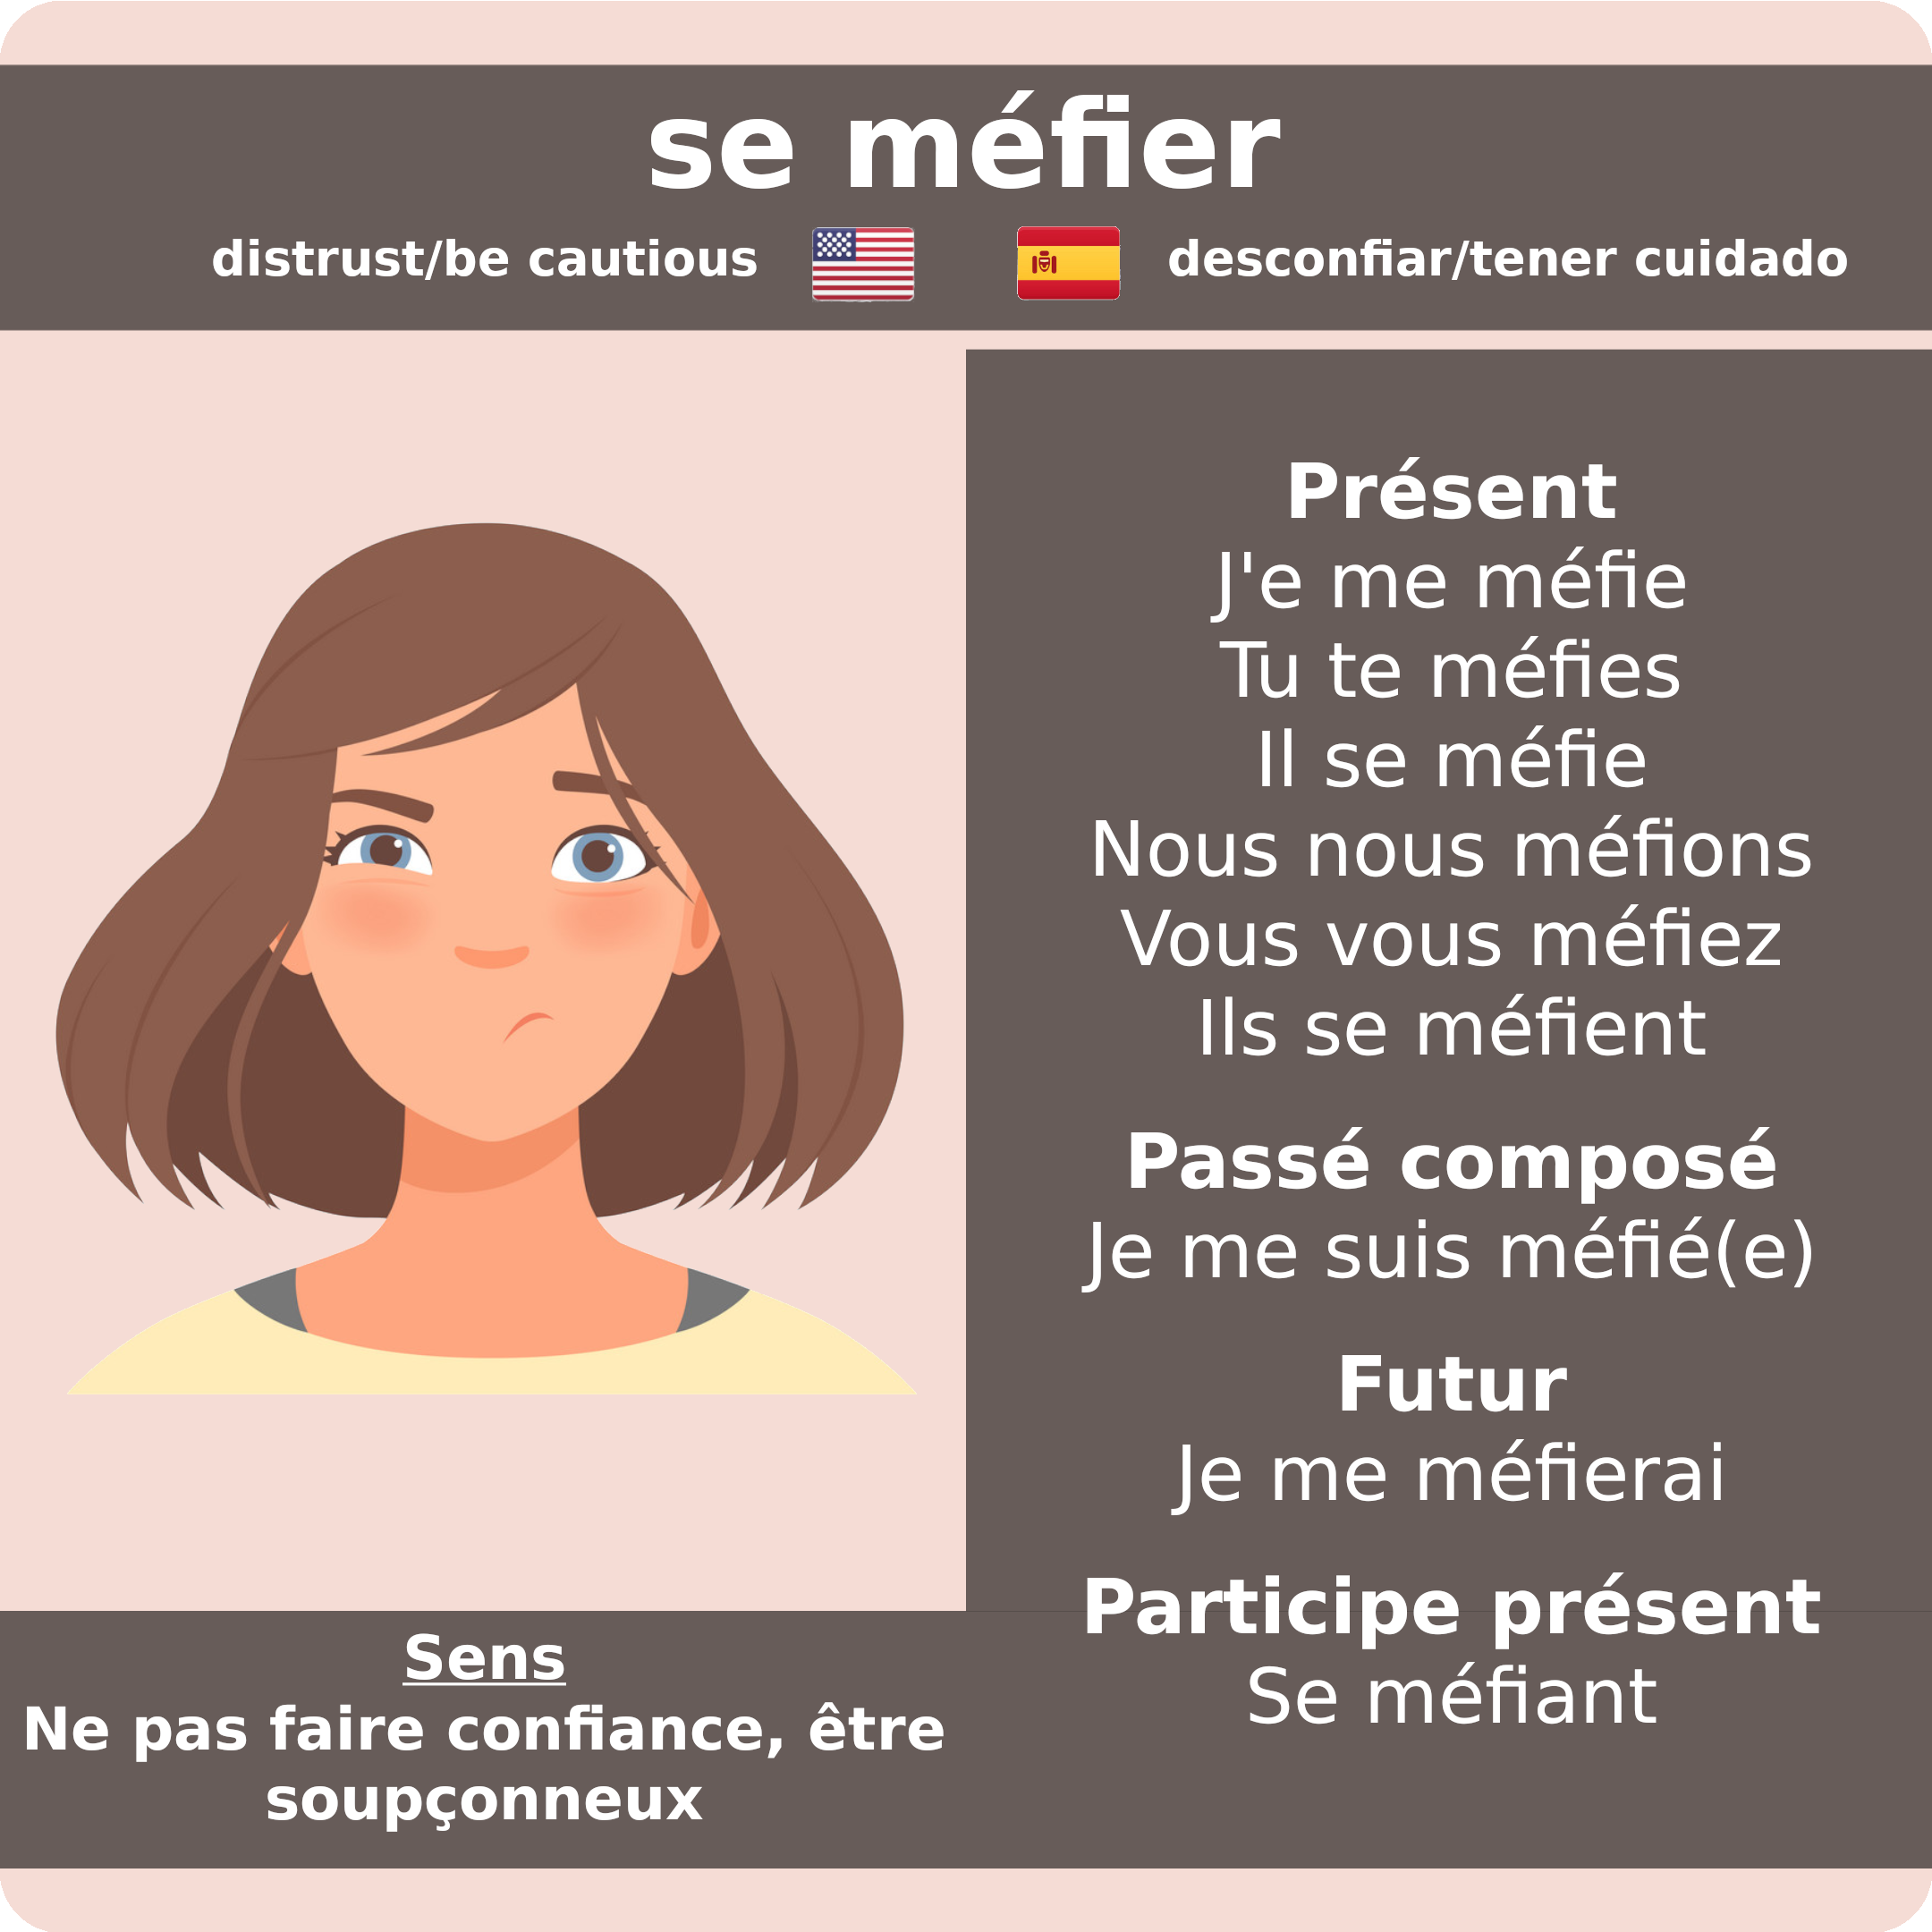 se méfier
distrust/be cautious
desconfiar/tener cuidado
Présent
J'e me méfie
Tu te méfies
Il se méfie
Nous nous méfions
Vous vous méfiez
Ils se méfient
Passé composé
Je me suis méfié(e)
Futur
Je me méfierai
Participe présent
Se méfiant
Sens
Ne pas faire confiance, être
soupçonneux